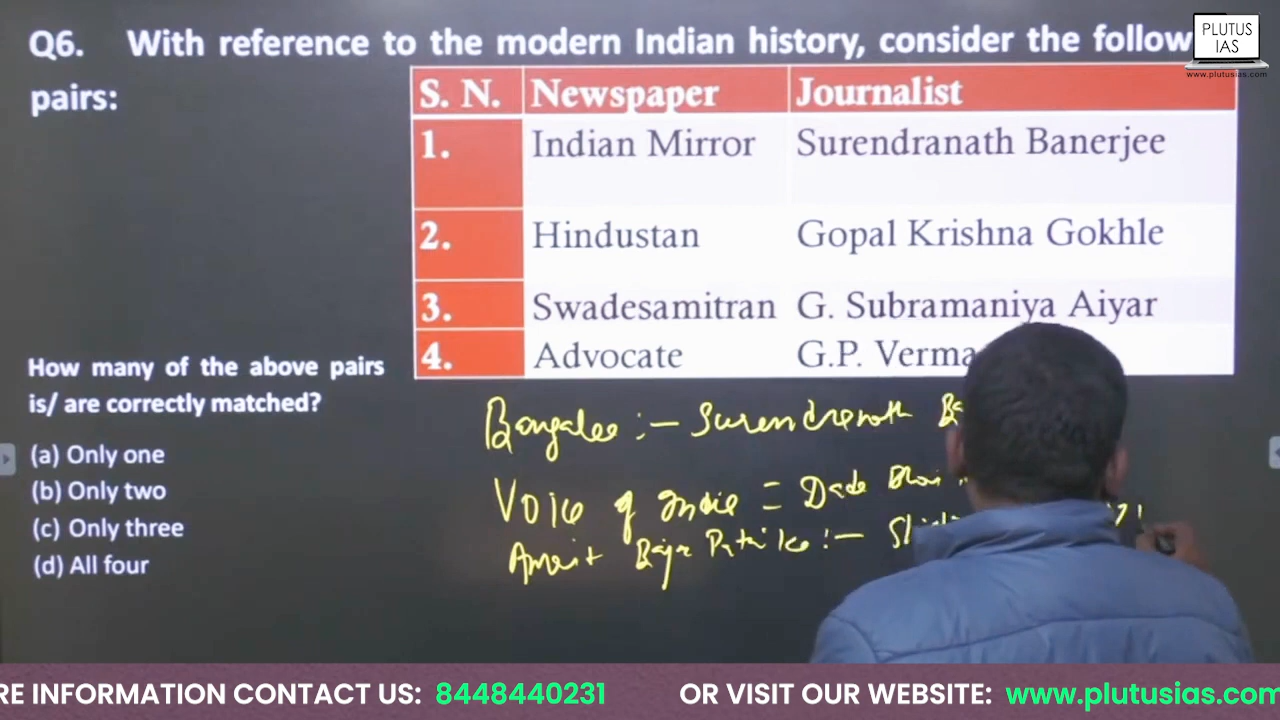 Q6. With reference to the modern Indian history, consider the follow
pairs:
PLUTUS
IAS
www.plutusias.com
S. N. Newspaper Journalist
1. Indian Mirror Surendranath Banerjee
2. Hindustan Gopal Krishna Gokhle
3. Swadesamitran G. Subramaniya Aiyar
4. Advocate G.P. Verma
How many of the above pairs
is/ are correctly matched?
(a) Only one
(b) Only two
(c) Only three
(d) All four
Bangalee :- Surendranath
Voice of India = Dada Bhai
Amrit Bajar Patrika :-
RE INFORMATION CONTACT US: 8448440231 OR VISIT OUR WEBSITE: www.plutusias.com